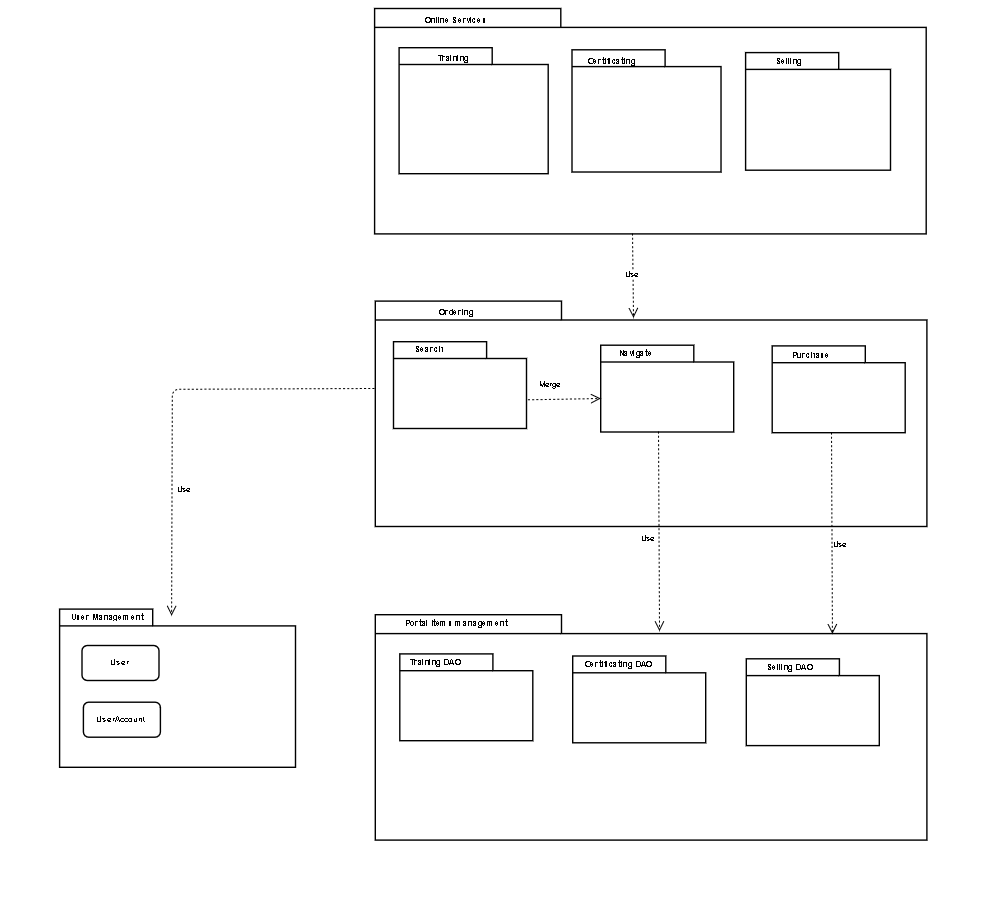 Online Services
Training
Certificating
Selling
Use
Ordering
Search
Navigate
Purchase
Merge
Use
Use
Use
User Management
User
UserAccount
Portal items management
Training DAO
Certificating DAO
Selling DAO